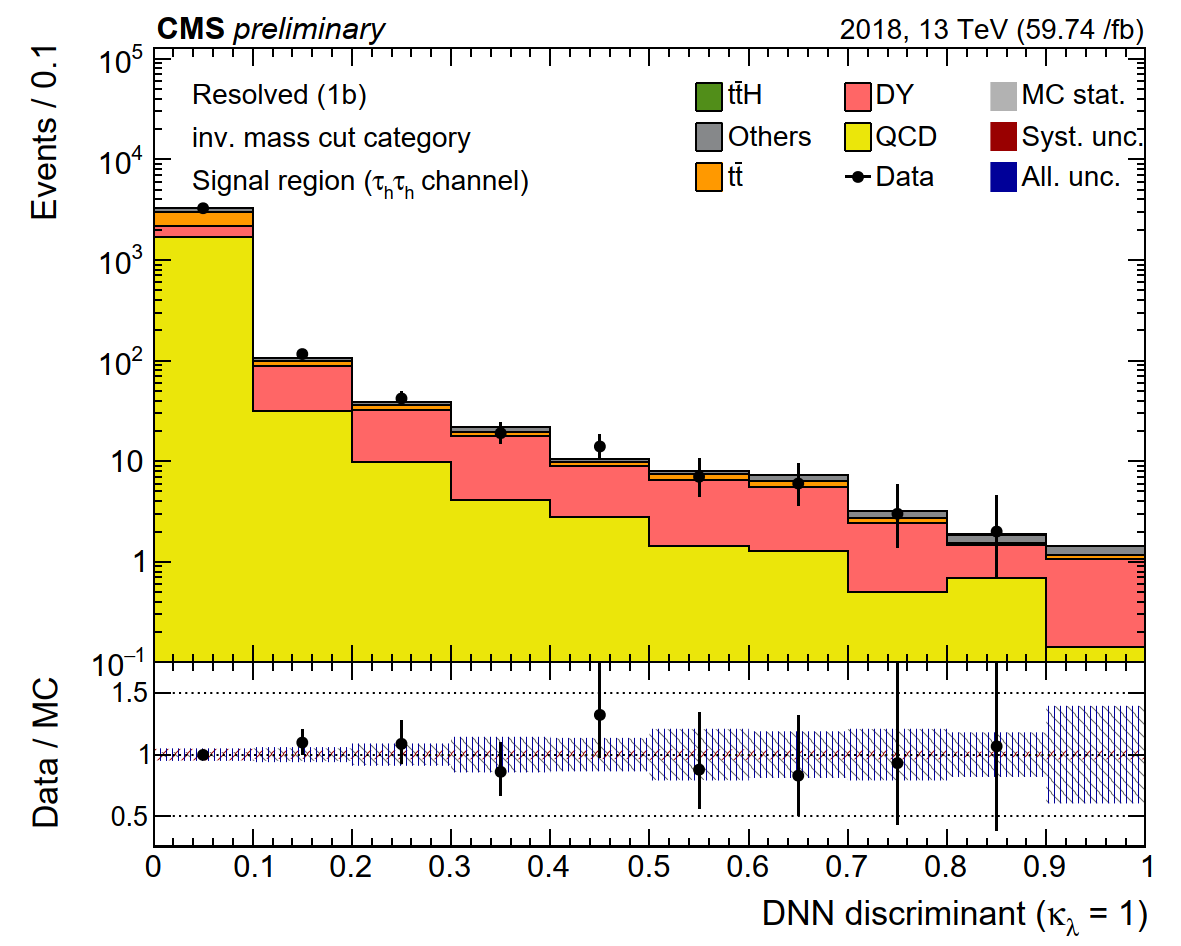 CMS preliminary 2018, 13 TeV (59.74 /fb)
Events / 0.1
10⁵
10⁴
10³
10²
10
1
10⁻¹
Resolved (1b)
inv. mass cut category
Signal region (τhτh channel)
tt̄H DY MC stat.
Others QCD Syst. unc.
tt̄ Data All. unc.
Data / MC
1.5
1
0.5
0 0.1 0.2 0.3 0.4 0.5 0.6 0.7 0.8 0.9 1
DNN discriminant (κλ = 1)